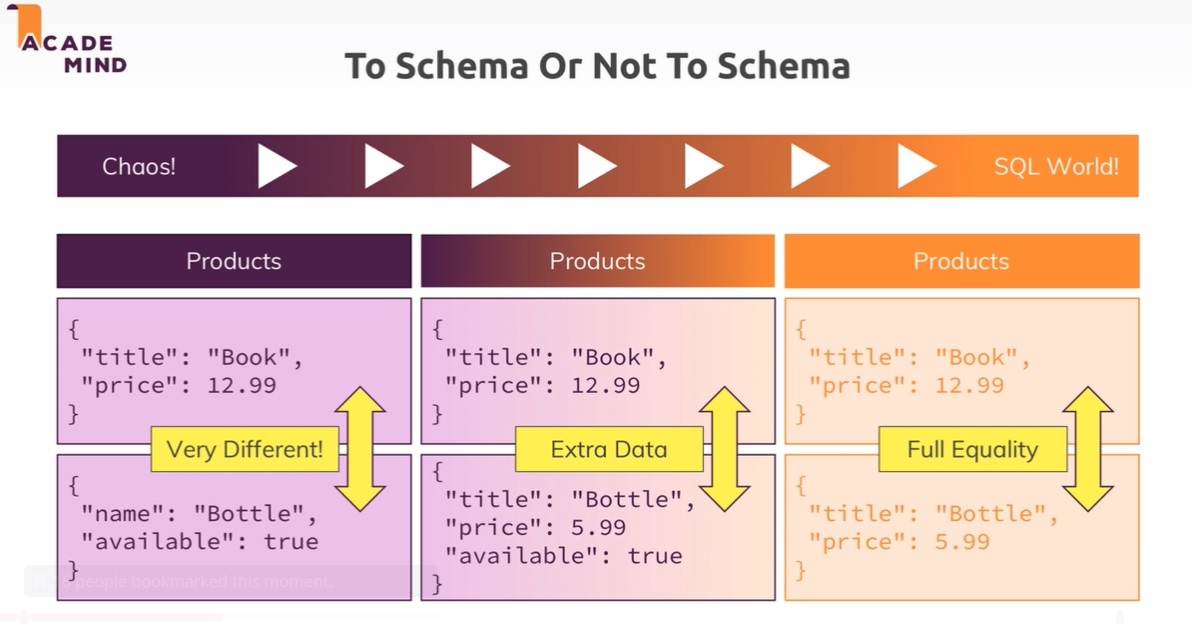 ACADE
MIND
To Schema Or Not To Schema
Chaos!
SQL World!
Products
{
"title": "Book",
"price": 12.99
}
Very Different!
{
"name": "Bottle",
"available": true
}
Products
{
"title": "Book",
"price": 12.99
}
Extra Data
{
"title": "Bottle",
"price": 5.99
"available": true
}
Products
{
"title": "Book",
"price": 12.99
}
Full Equality
{
"title": "Bottle",
"price": 5.99
}
people bookmarked this moment.